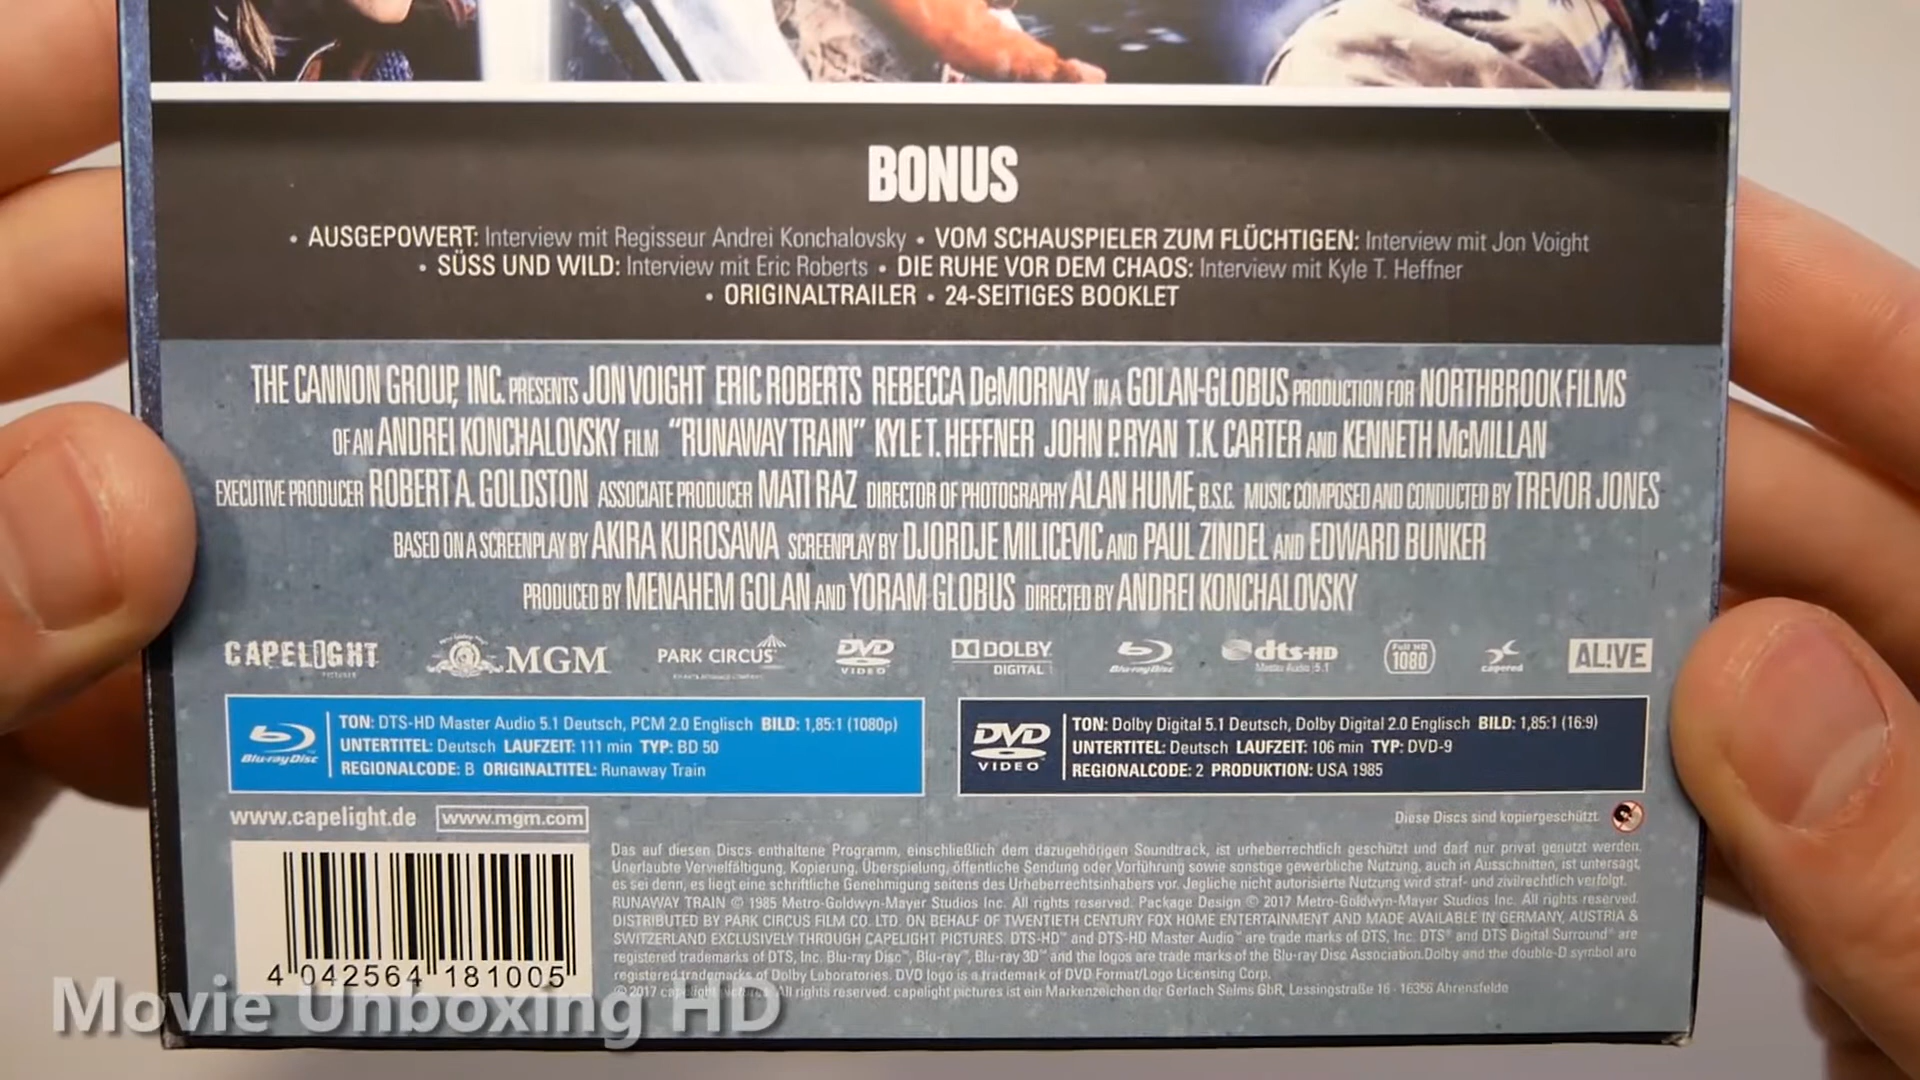 BONUS
• AUSGEPOWERT: Interview mit Regisseur Andrei Konchalovsky • VOM SCHAUSPIELER ZUM FLÜCHTIGEN: Interview mit Jon Voight
• SÜSS UND WILD: Interview mit Eric Roberts • DIE RUHE VOR DEM CHAOS: Interview mit Kyle T. Heffner
• ORIGINALTRAILER • 24-SEITIGES BOOKLET
THE CANNON GROUP, INC. PRESENTS JON VOIGHT ERIC ROBERTS REBECCA DeMORNAY IN A GOLAN-GLOBUS PRODUCTION FOR NORTHBROOK FILMS
OF AN ANDREI KONCHALOVSKY FILM "RUNAWAY TRAIN" KYLE T. HEFFNER JOHN P. RYAN T.K. CARTER AND KENNETH McMILLAN
EXECUTIVE PRODUCER ROBERT A. GOLDSTON ASSOCIATE PRODUCER MATI RAZ DIRECTOR OF PHOTOGRAPHY ALAN HUME, B.S.C. MUSIC COMPOSED AND CONDUCTED BY TREVOR JONES
BASED ON A SCREENPLAY BY AKIRA KUROSAWA SCREENPLAY BY DJORDJE MILICEVIC AND PAUL ZINDEL AND EDWARD BUNKER
PRODUCED BY MENAHEM GOLAN AND YORAM GLOBUS DIRECTED BY ANDREI KONCHALOVSKY
CAPELIGHT PICTURES MGM PARK CIRCUS DVD VIDEO DOLBY DIGITAL Blu-ray Disc dts-HD Master Audio 5.1 Full HD 1080 capered AL!VE
Blu-ray Disc
TON: DTS-HD Master Audio 5.1 Deutsch, PCM 2.0 Englisch BILD: 1,85:1 (1080p)
UNTERTITEL: Deutsch LAUFZEIT: 111 min TYP: BD 50
REGIONALCODE: B ORIGINALTITEL: Runaway Train
DVD VIDEO
TON: Dolby Digital 5.1 Deutsch, Dolby Digital 2.0 Englisch BILD: 1,85:1 (16:9)
UNTERTITEL: Deutsch LAUFZEIT: 106 min TYP: DVD-9
REGIONALCODE: 2 PRODUKTION: USA 1985
www.capelight.de www.mgm.com
Diese Discs sind kopiergeschützt.
Das auf diesen Discs enthaltene Programm, einschließlich dem dazugehörigen Soundtrack, ist urheberrechtlich geschützt und darf nur privat genutzt werden.
Unerlaubte Vervielfältigung, Kopierung, Überspielung, öffentliche Sendung oder Vorführung sowie sonstige gewerbliche Nutzung, auch in Ausschnitten, ist untersagt,
es sei denn, es liegt eine schriftliche Genehmigung seitens des Urheberrechtsinhabers vor. Jegliche nicht autorisierte Nutzung wird straf- und zivilrechtlich verfolgt.
RUNAWAY TRAIN © 1985 Metro-Goldwyn-Mayer Studios Inc. All rights reserved. Package Design © 2017 Metro-Goldwyn-Mayer Studios Inc. All rights reserved.
DISTRIBUTED BY PARK CIRCUS FILM CO. LTD. ON BEHALF OF TWENTIETH CENTURY FOX HOME ENTERTAINMENT AND MADE AVAILABLE IN GERMANY, AUSTRIA &
SWITZERLAND EXCLUSIVELY THROUGH CAPELIGHT PICTURES. DTS-HD™ and DTS-HD Master Audio™ are trade marks of DTS, Inc. DTS® and DTS Digital Surround® are
registered trademarks of DTS, Inc. Blu-ray Disc™, Blu-ray™, Blu-ray 3D™ and the logos are trade marks of the Blu-ray Disc Association.Dolby and the double-D symbol are
registered trademarks of Dolby Laboratories. DVD logo is a trademark of DVD Format/Logo Licensing Corp.
© 2017 capelight pictures. All rights reserved. capelight pictures ist ein Markenzeichen der Gerlach Selms GbR, Lessingstraße 16 · 16356 Ahrensfelde
4 042564 181005
Movie Unboxing HD